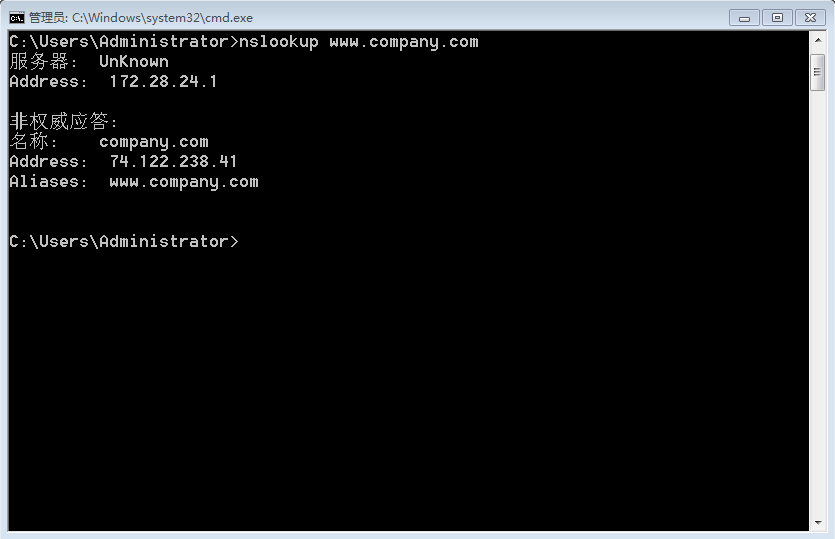 管理员: C:\Windows\system32\cmd.exe
C:\Users\Administrator>nslookup www.company.com
服务器:  UnKnown
Address:  172.28.24.1
非权威应答:
名称:    company.com
Address:  74.122.238.41
Aliases:  www.company.com
C:\Users\Administrator>